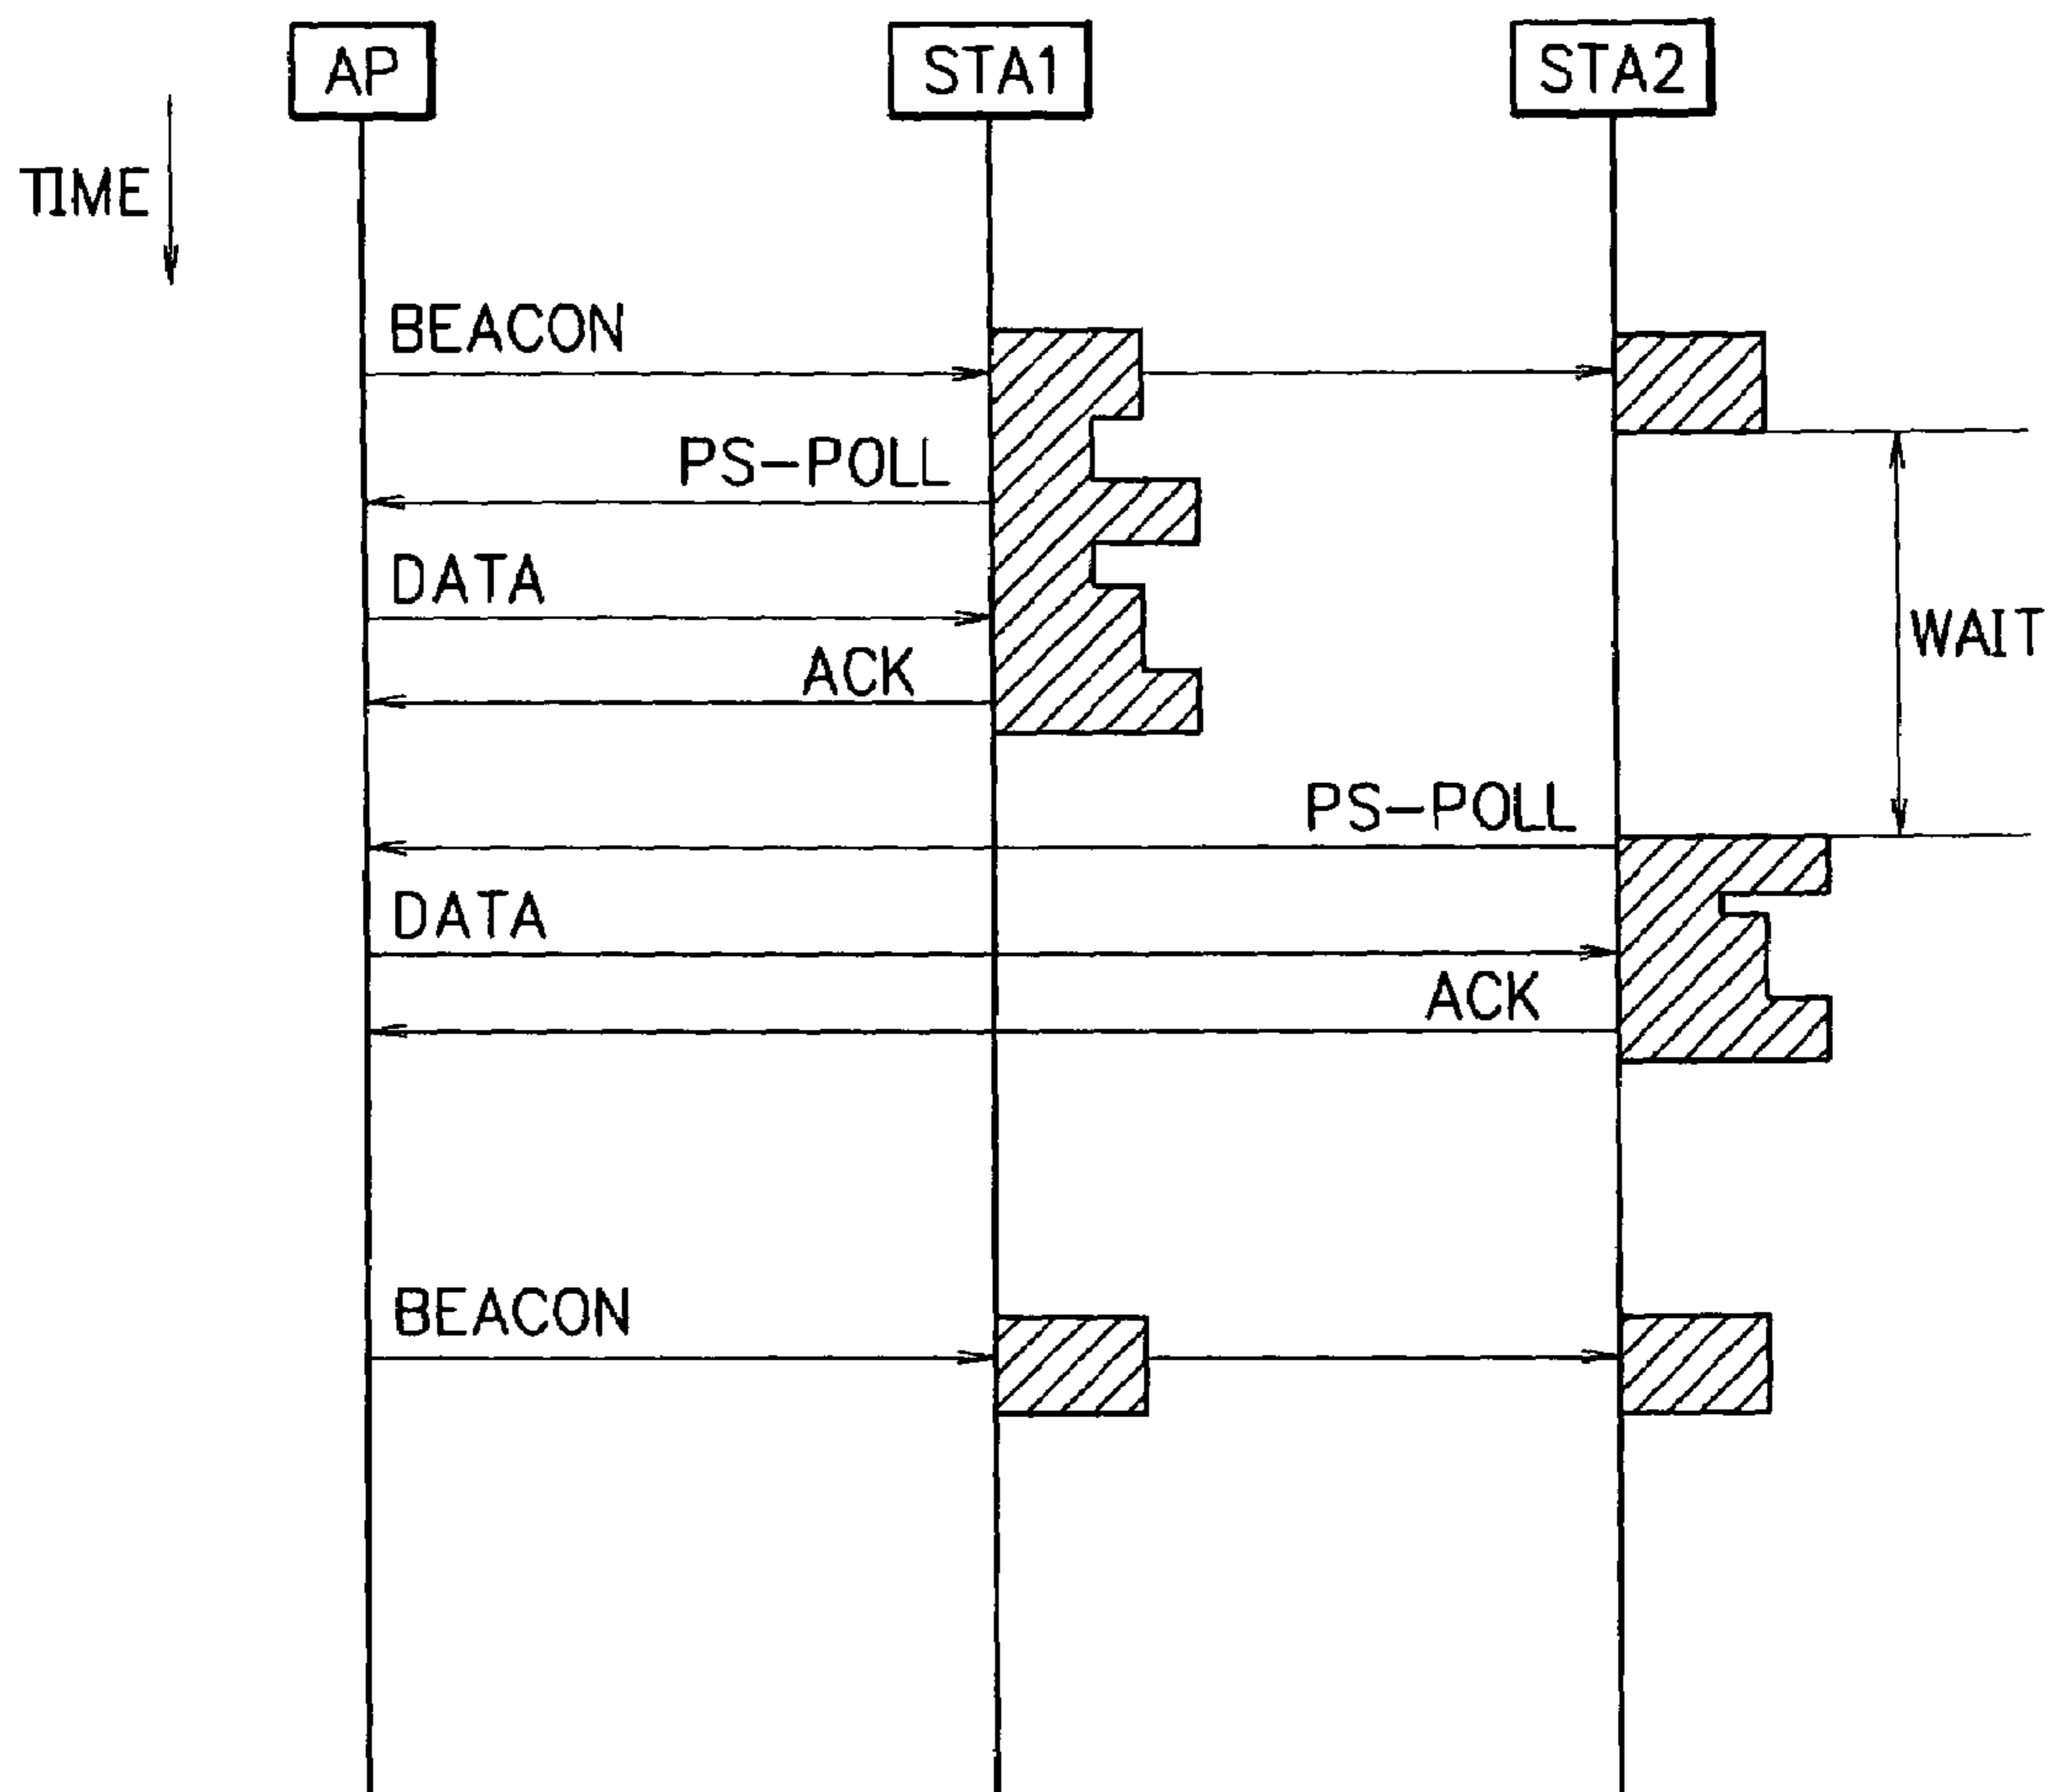 AP
STA1
STA2
TIME
BEACON
PS-POLL
DATA
WAIT
ACK
PS-POLL
DATA
ACK
BEACON